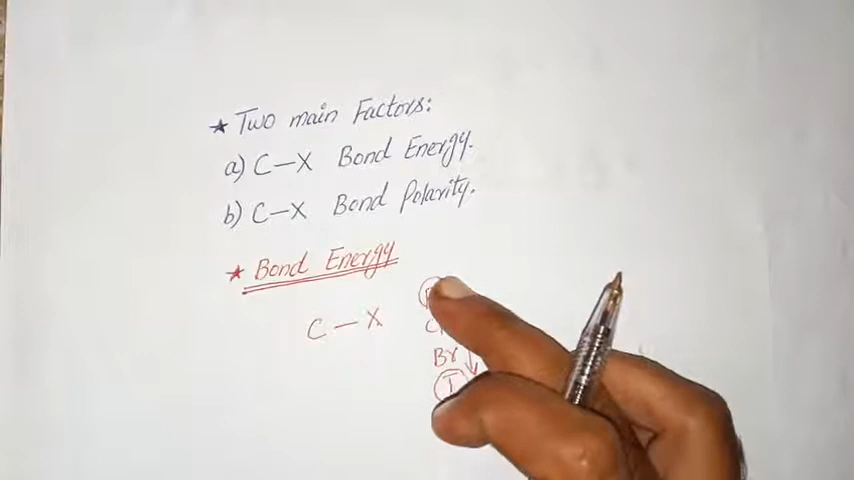 ★ Two main Factors:
a) C—X Bond Energy.
b) C—X Bond Polarity.
★ Bond Energy
C—X
Br
I